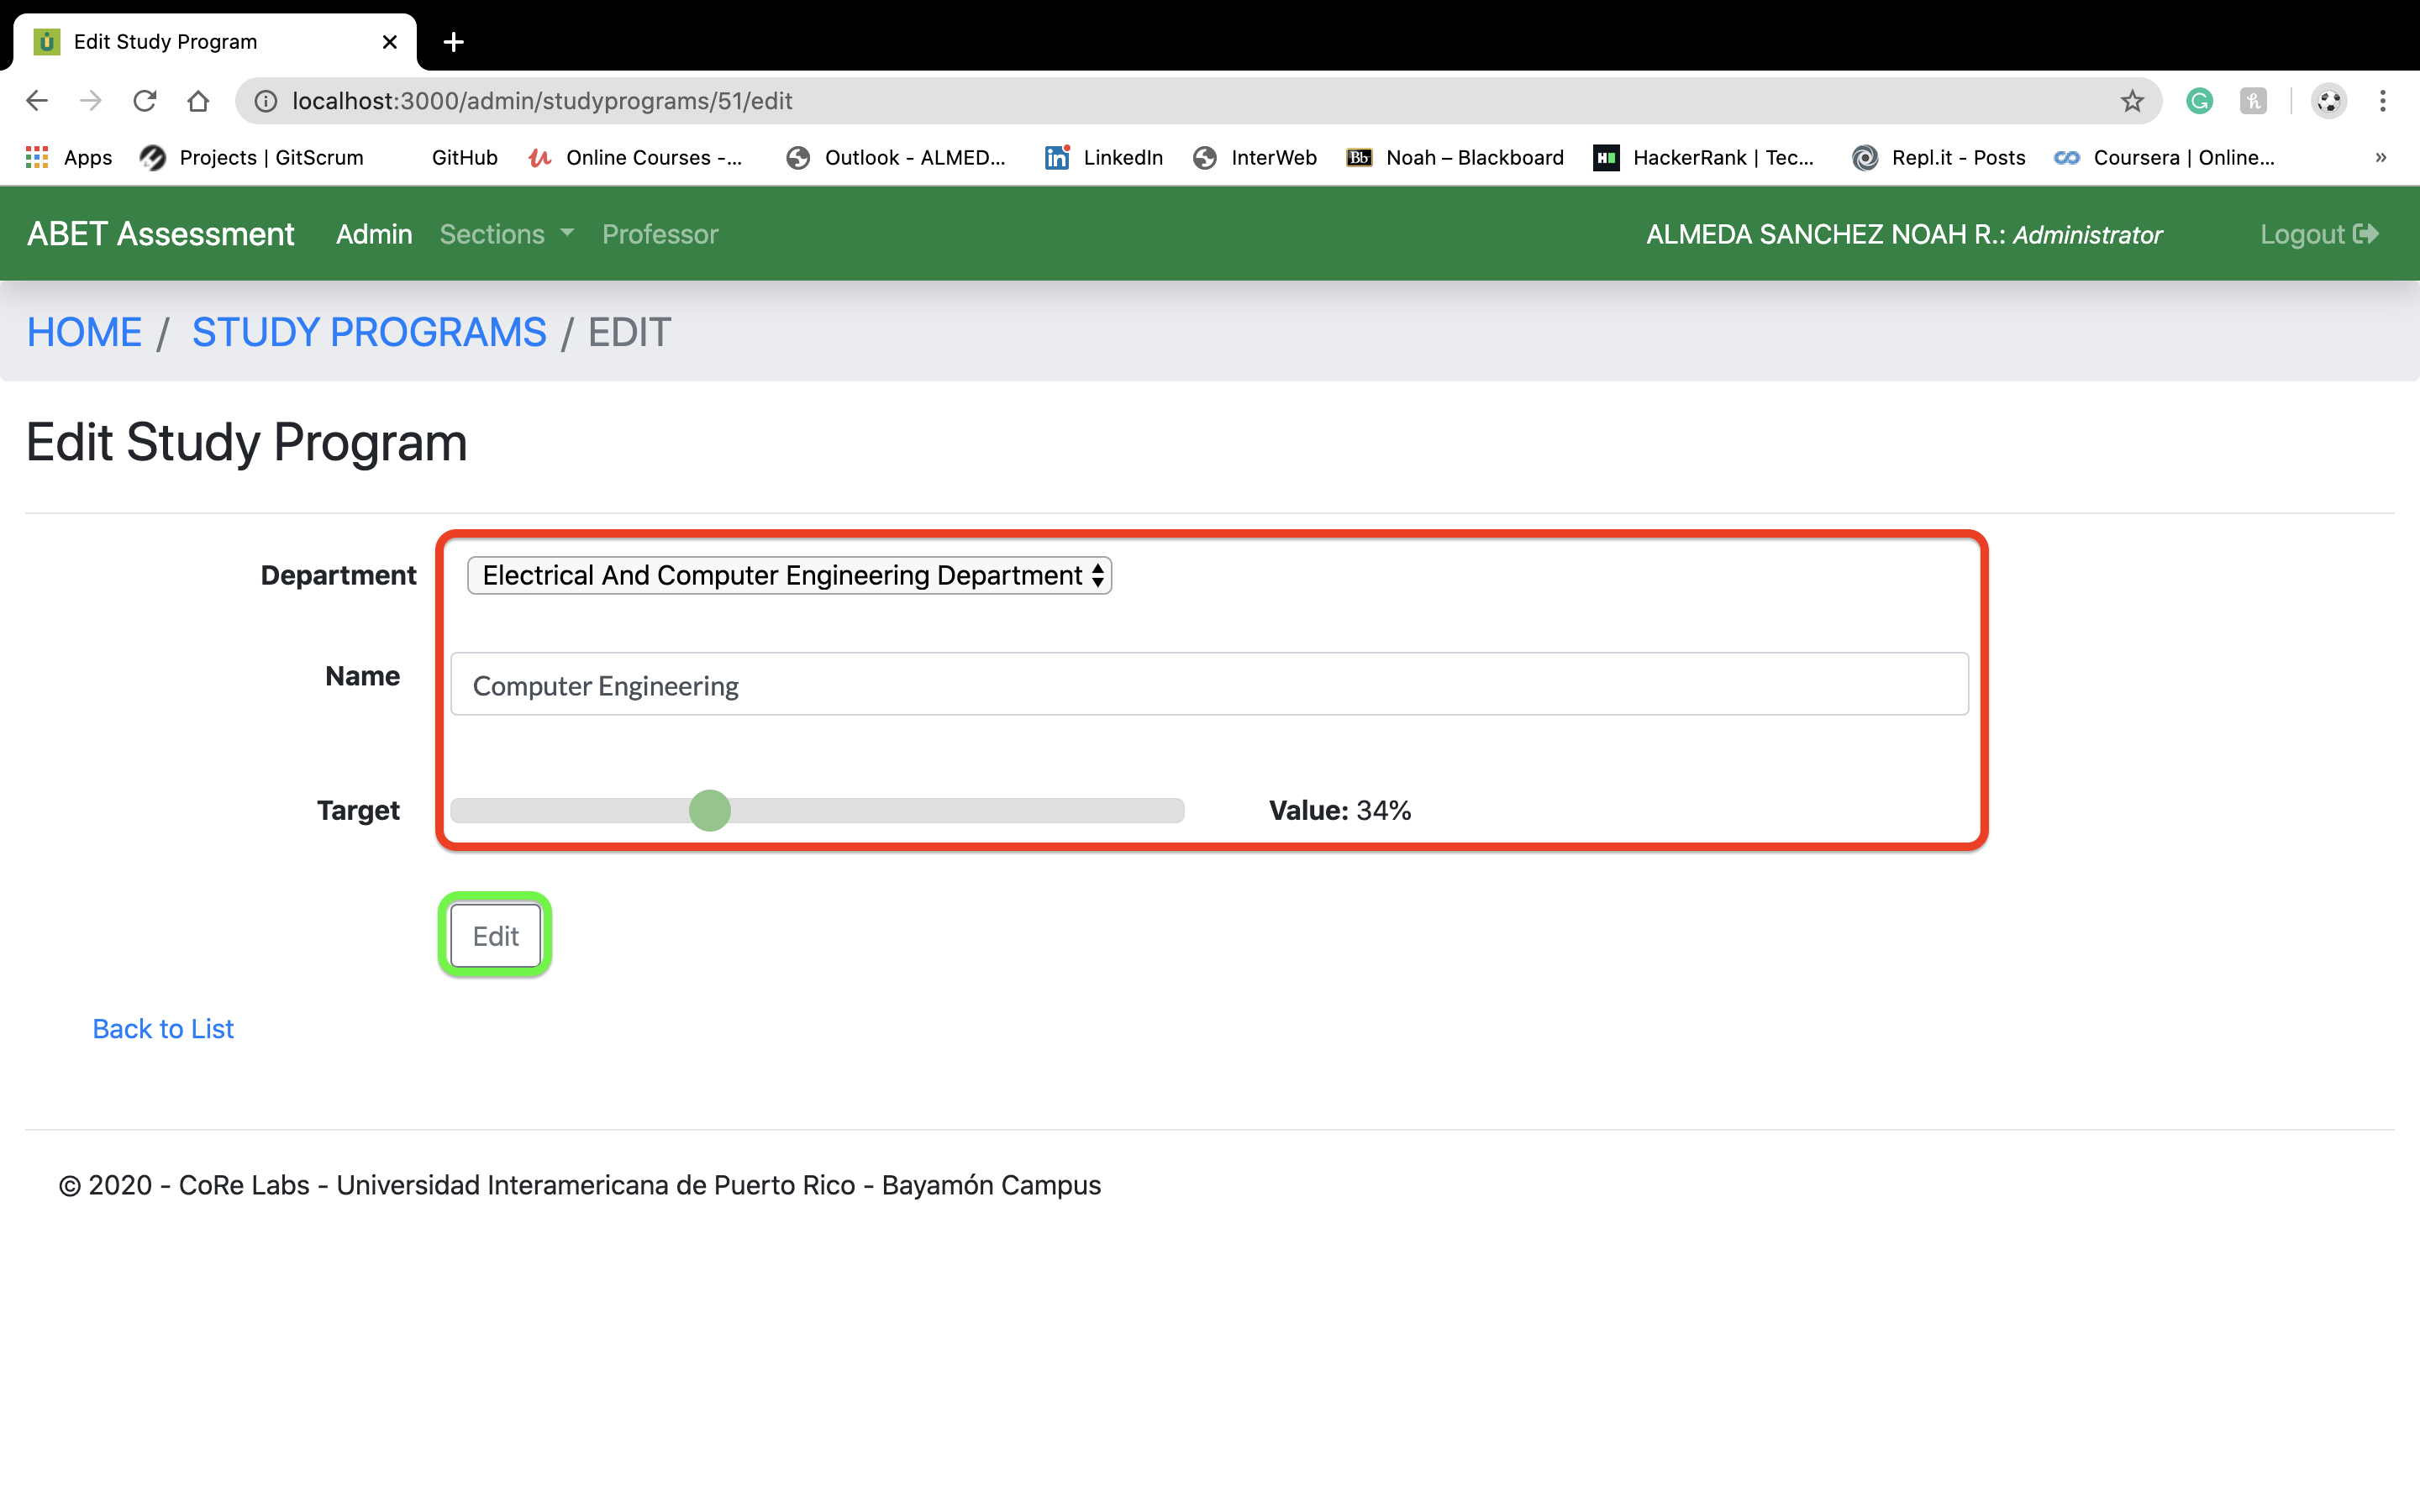 Edit Study Program
localhost:3000/admin/studyprograms/51/edit
Apps Projects | GitScrum GitHub Online Courses -... Outlook - ALMED... LinkedIn InterWeb Noah – Blackboard HackerRank | Tec... Repl.it - Posts Coursera | Online... »
ABET Assessment Admin Sections Professor ALMEDA SANCHEZ NOAH R.: Administrator Logout
HOME / STUDY PROGRAMS / EDIT
Edit Study Program
Department Electrical And Computer Engineering Department
Name Computer Engineering
Target Value: 34%
Edit
Back to List
© 2020 - CoRe Labs - Universidad Interamericana de Puerto Rico - Bayamón Campus